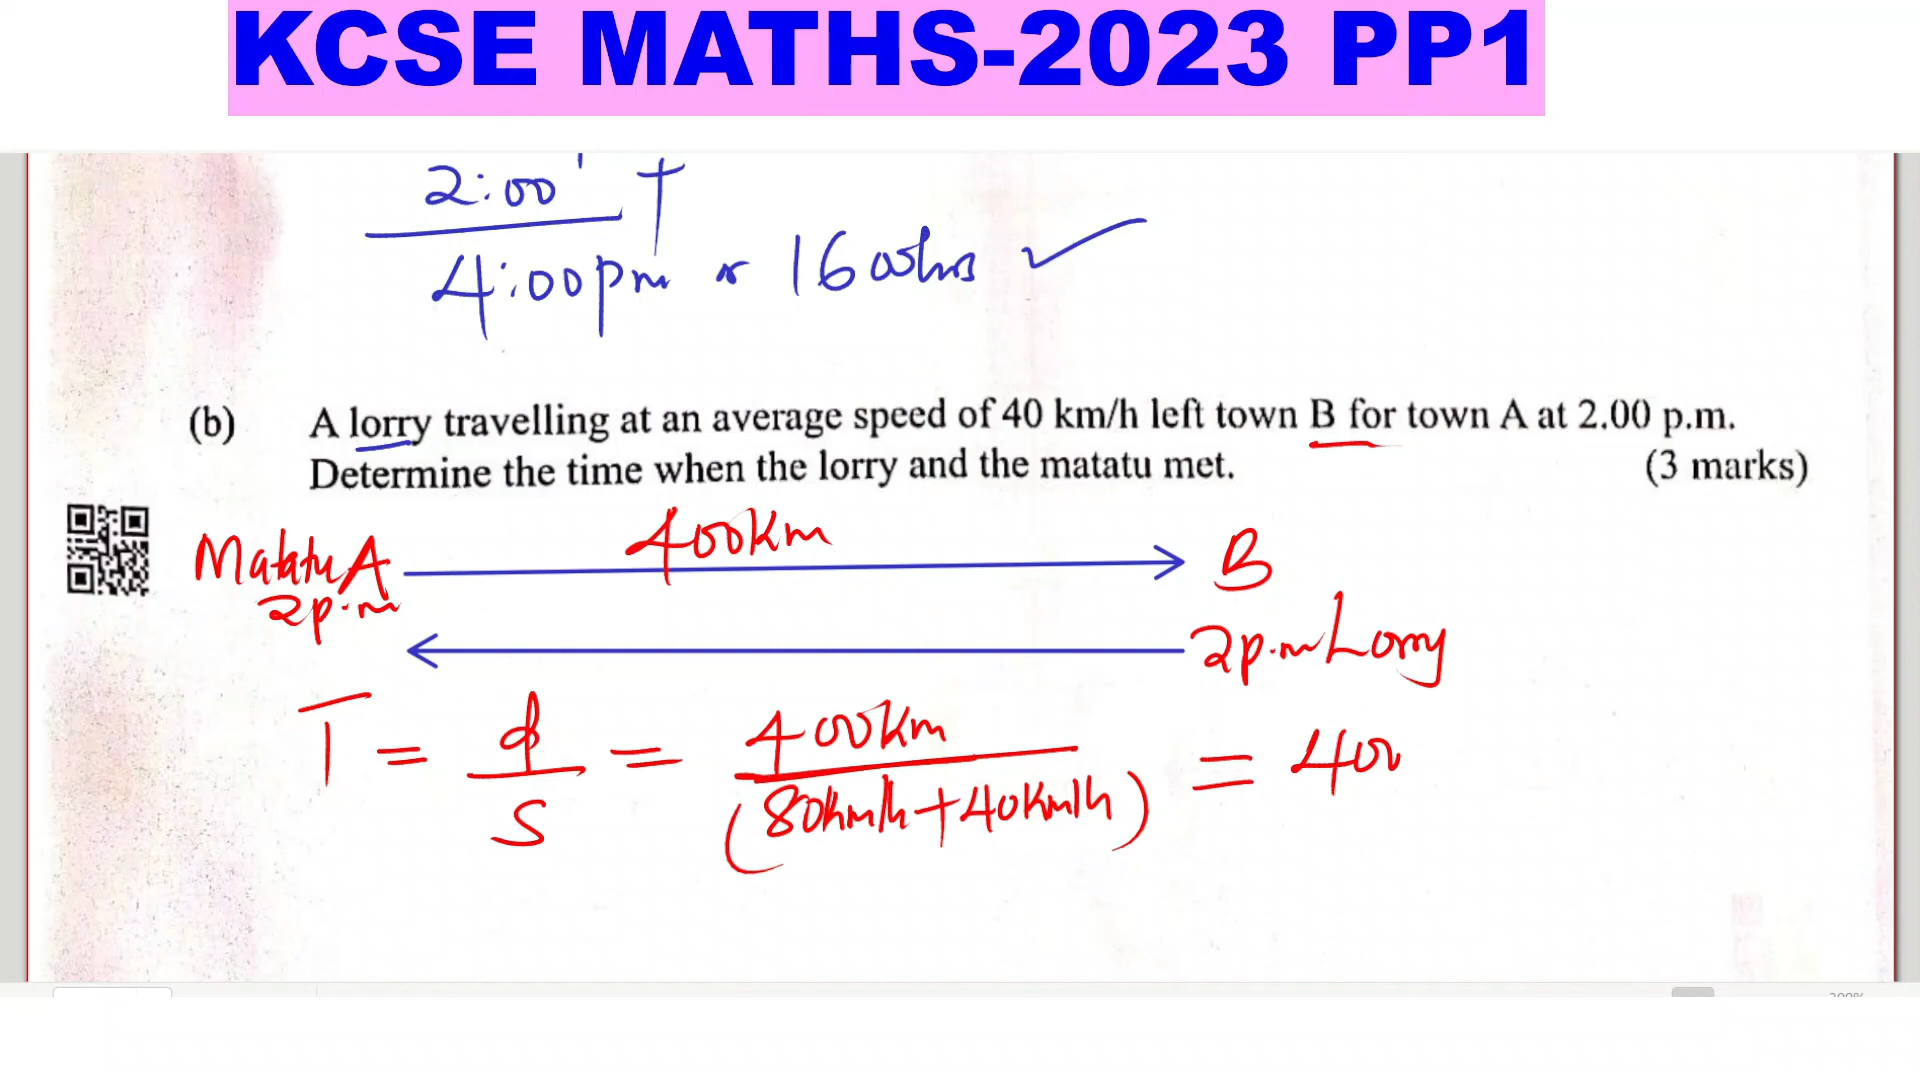 KCSE MATHS-2023 PP1
2:00
4:00pm or 1600hrs ✓
(b) A lorry travelling at an average speed of 40 km/h left town B for town A at 2.00 p.m.
Determine the time when the lorry and the matatu met. (3 marks)
Matatu A 400km B
2p.m 2p.m Lorry
T = d/s = 400km/(80km/h+40km/h) = 400